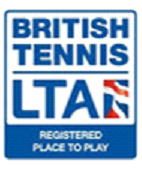 BRITISH
TENNIS
LTA
REGISTERED
PLACE TO PLAY